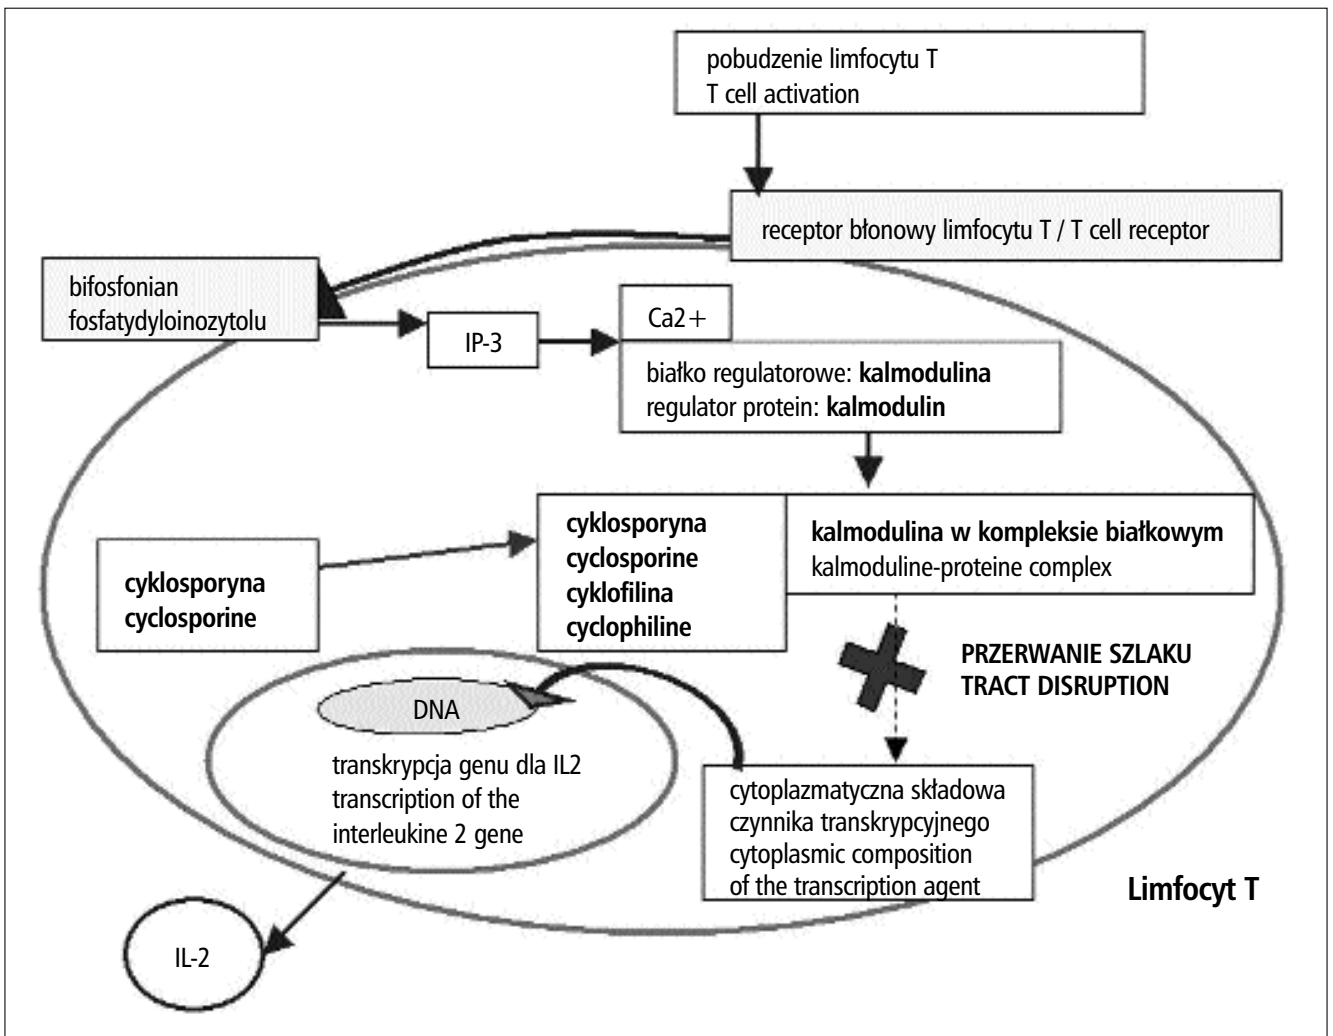 pobudzenie limfocytu T
T cell activation
receptor błonowy limfocytu T / T cell receptor
bifosfonian
fosfatydyloinozytolu
IP-3
Ca2+
białko regulatorowe: kalmodulina
regulator protein: kalmodulin
cyklosporyna
cyclosporine
cyklosporyna
cyclosporine
cyklofilina
cyclophiline
kalmodulina w kompleksie białkowym
kalmoduline-proteine complex
PRZERWANIE SZLAKU
TRACT DISRUPTION
DNA
transkrypcja genu dla IL2
transcription of the
interleukine 2 gene
cytoplazmatyczna składowa
czynnika transkrypcyjnego
cytoplasmic composition
of the transcription agent
Limfocyt T
IL-2